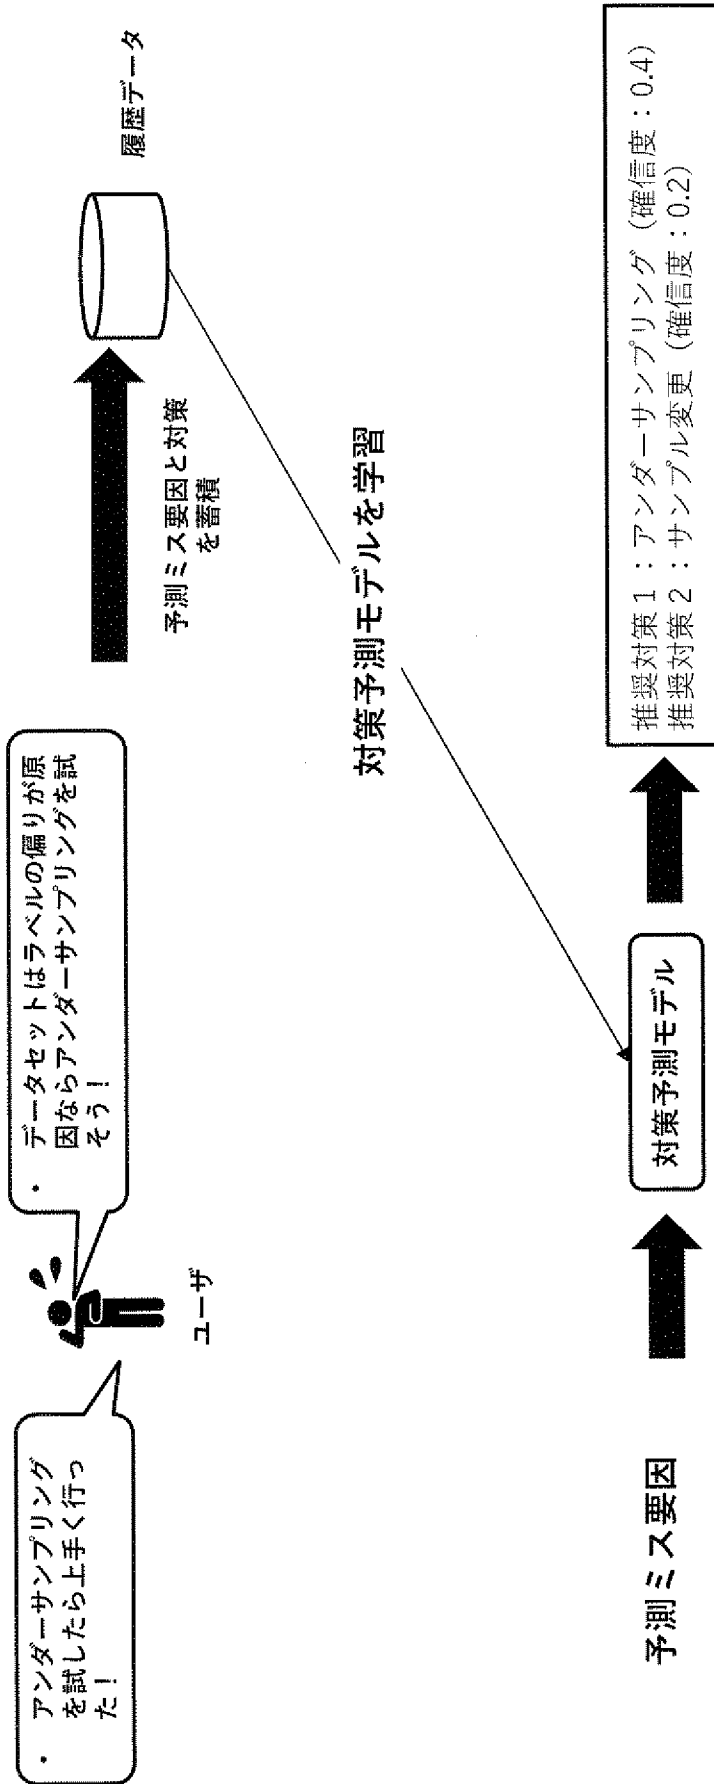 ・ アンダーサンプリング
を試したら上手く行っ
た！
ユーザ
・ データセットはラベルの偏りが原
因ならアンダーサンプリングを試
そう！
予測ミス要因と対策
を蓄積
履歴データ
対策予測モデルを学習
予測ミス要因
対策予測モデル
推奨対策１：アンダーサンプリング（確信度：0.4）
推奨対策２：サンプル変更（確信度：0.2）